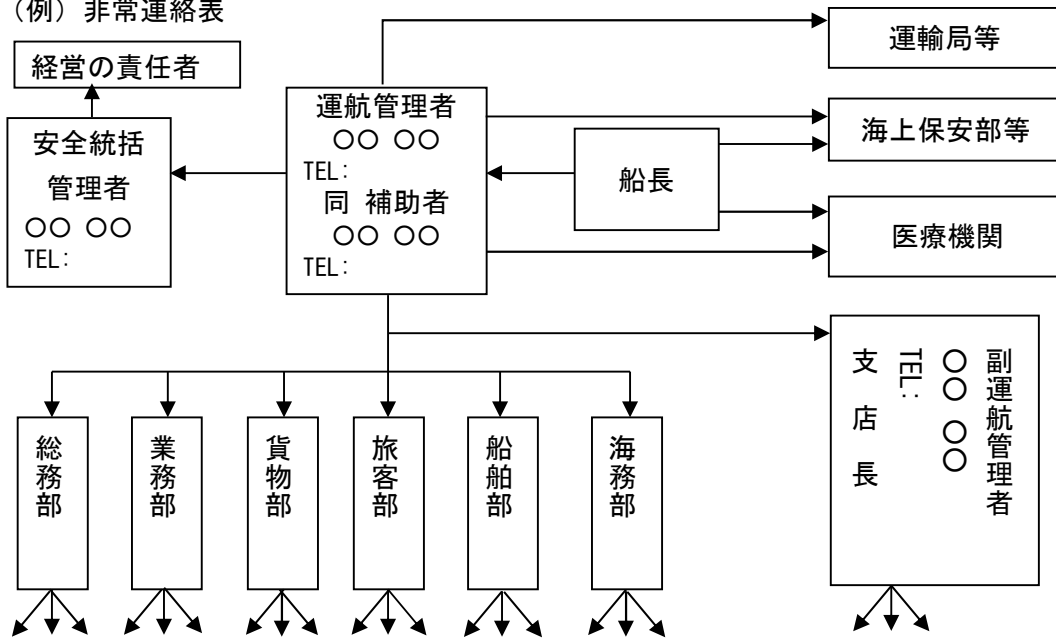 （例）非常連絡表
運輸局等
経営の責任者
運航管理者
○○ ○○
TEL:
同 補助者
○○ ○○
TEL:
安全統括
管理者
○○ ○○
TEL:
船長
海上保安部等
医療機関
副運航管理者
○○ ○○
TEL:
支店長
総務部
業務部
貨物部
旅客部
船舶部
海務部